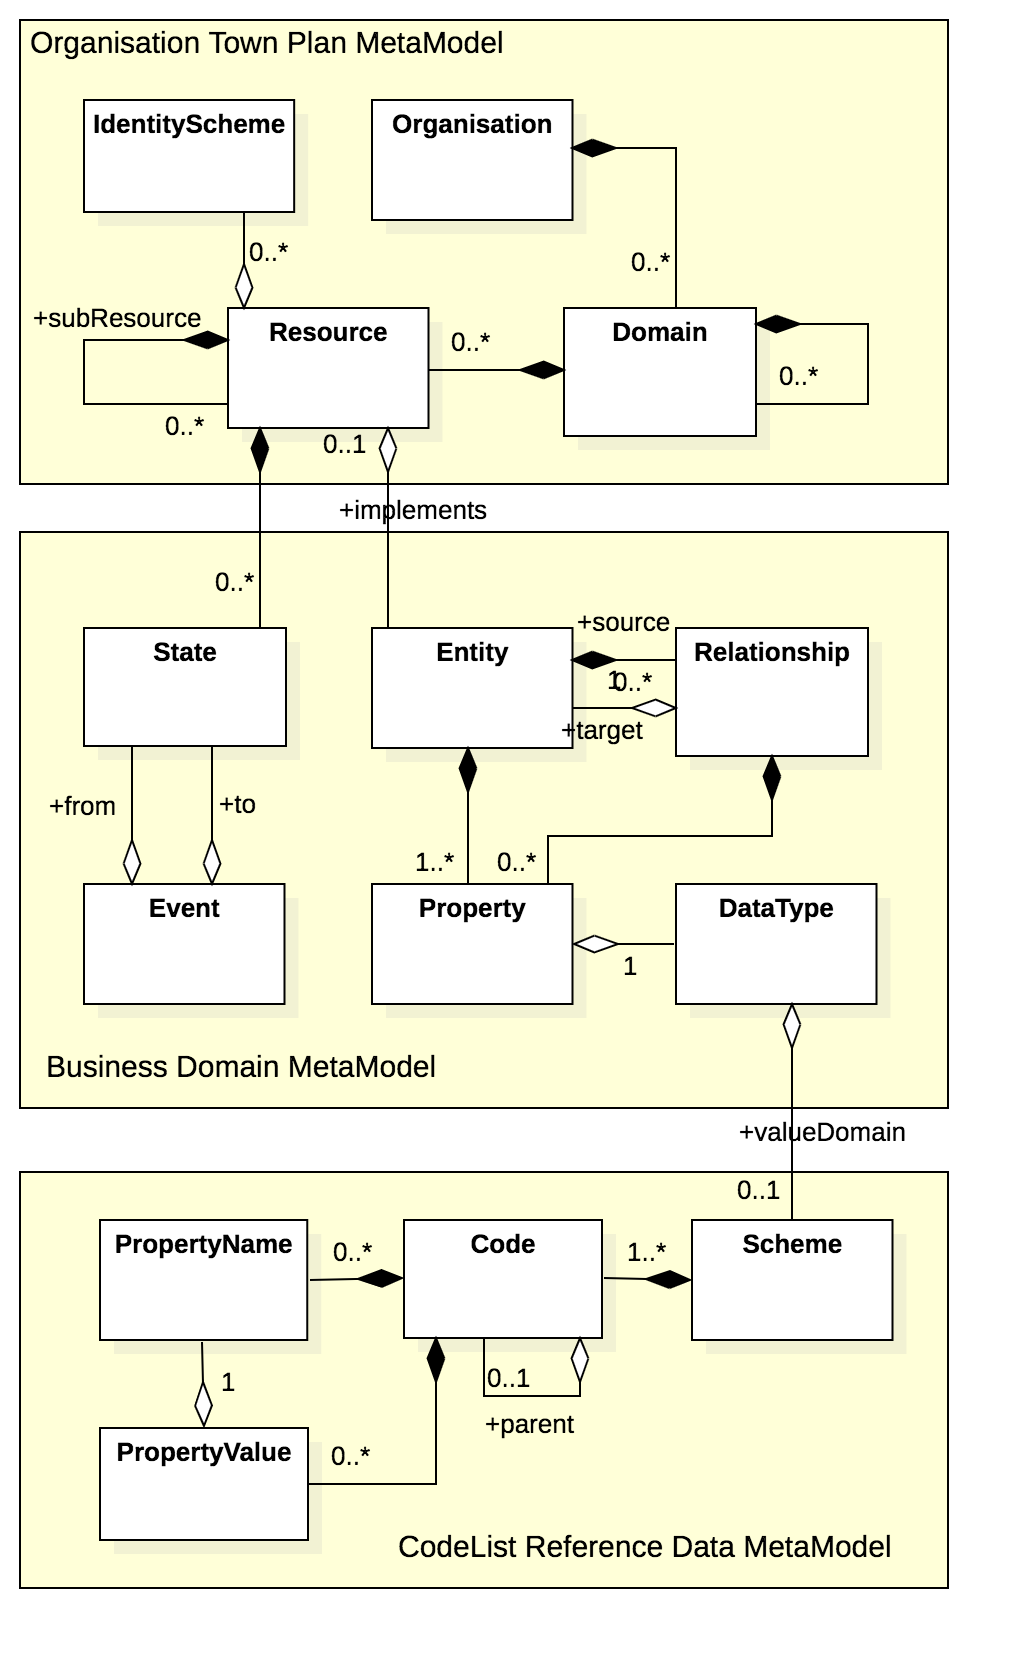 Organisation Town Plan MetaModel
IdentityScheme
Organisation
0..*
0..*
+subResource
Resource
0..*
Domain
0..*
0..*
0..1
+implements
0..*
+source
State
Entity
Relationship
1
0..*
+target
+from
+to
1..*
0..*
Event
Property
DataType
1
Business Domain MetaModel
+valueDomain
0..1
PropertyName
0..*
Code
1..*
Scheme
1
0..1
+parent
PropertyValue
0..*
CodeList Reference Data MetaModel